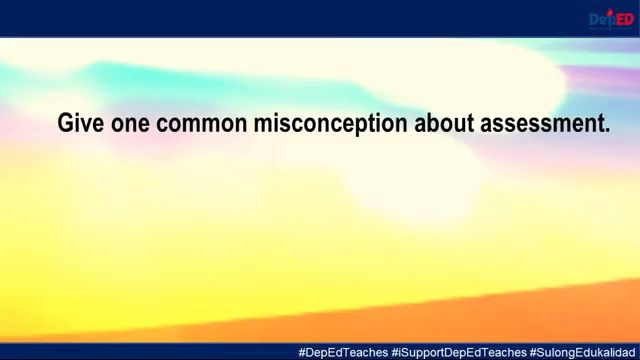 DepED
Give one common misconception about assessment.
#DepEdTeaches #iSupportDepEdTeaches #SulongEdukalidad